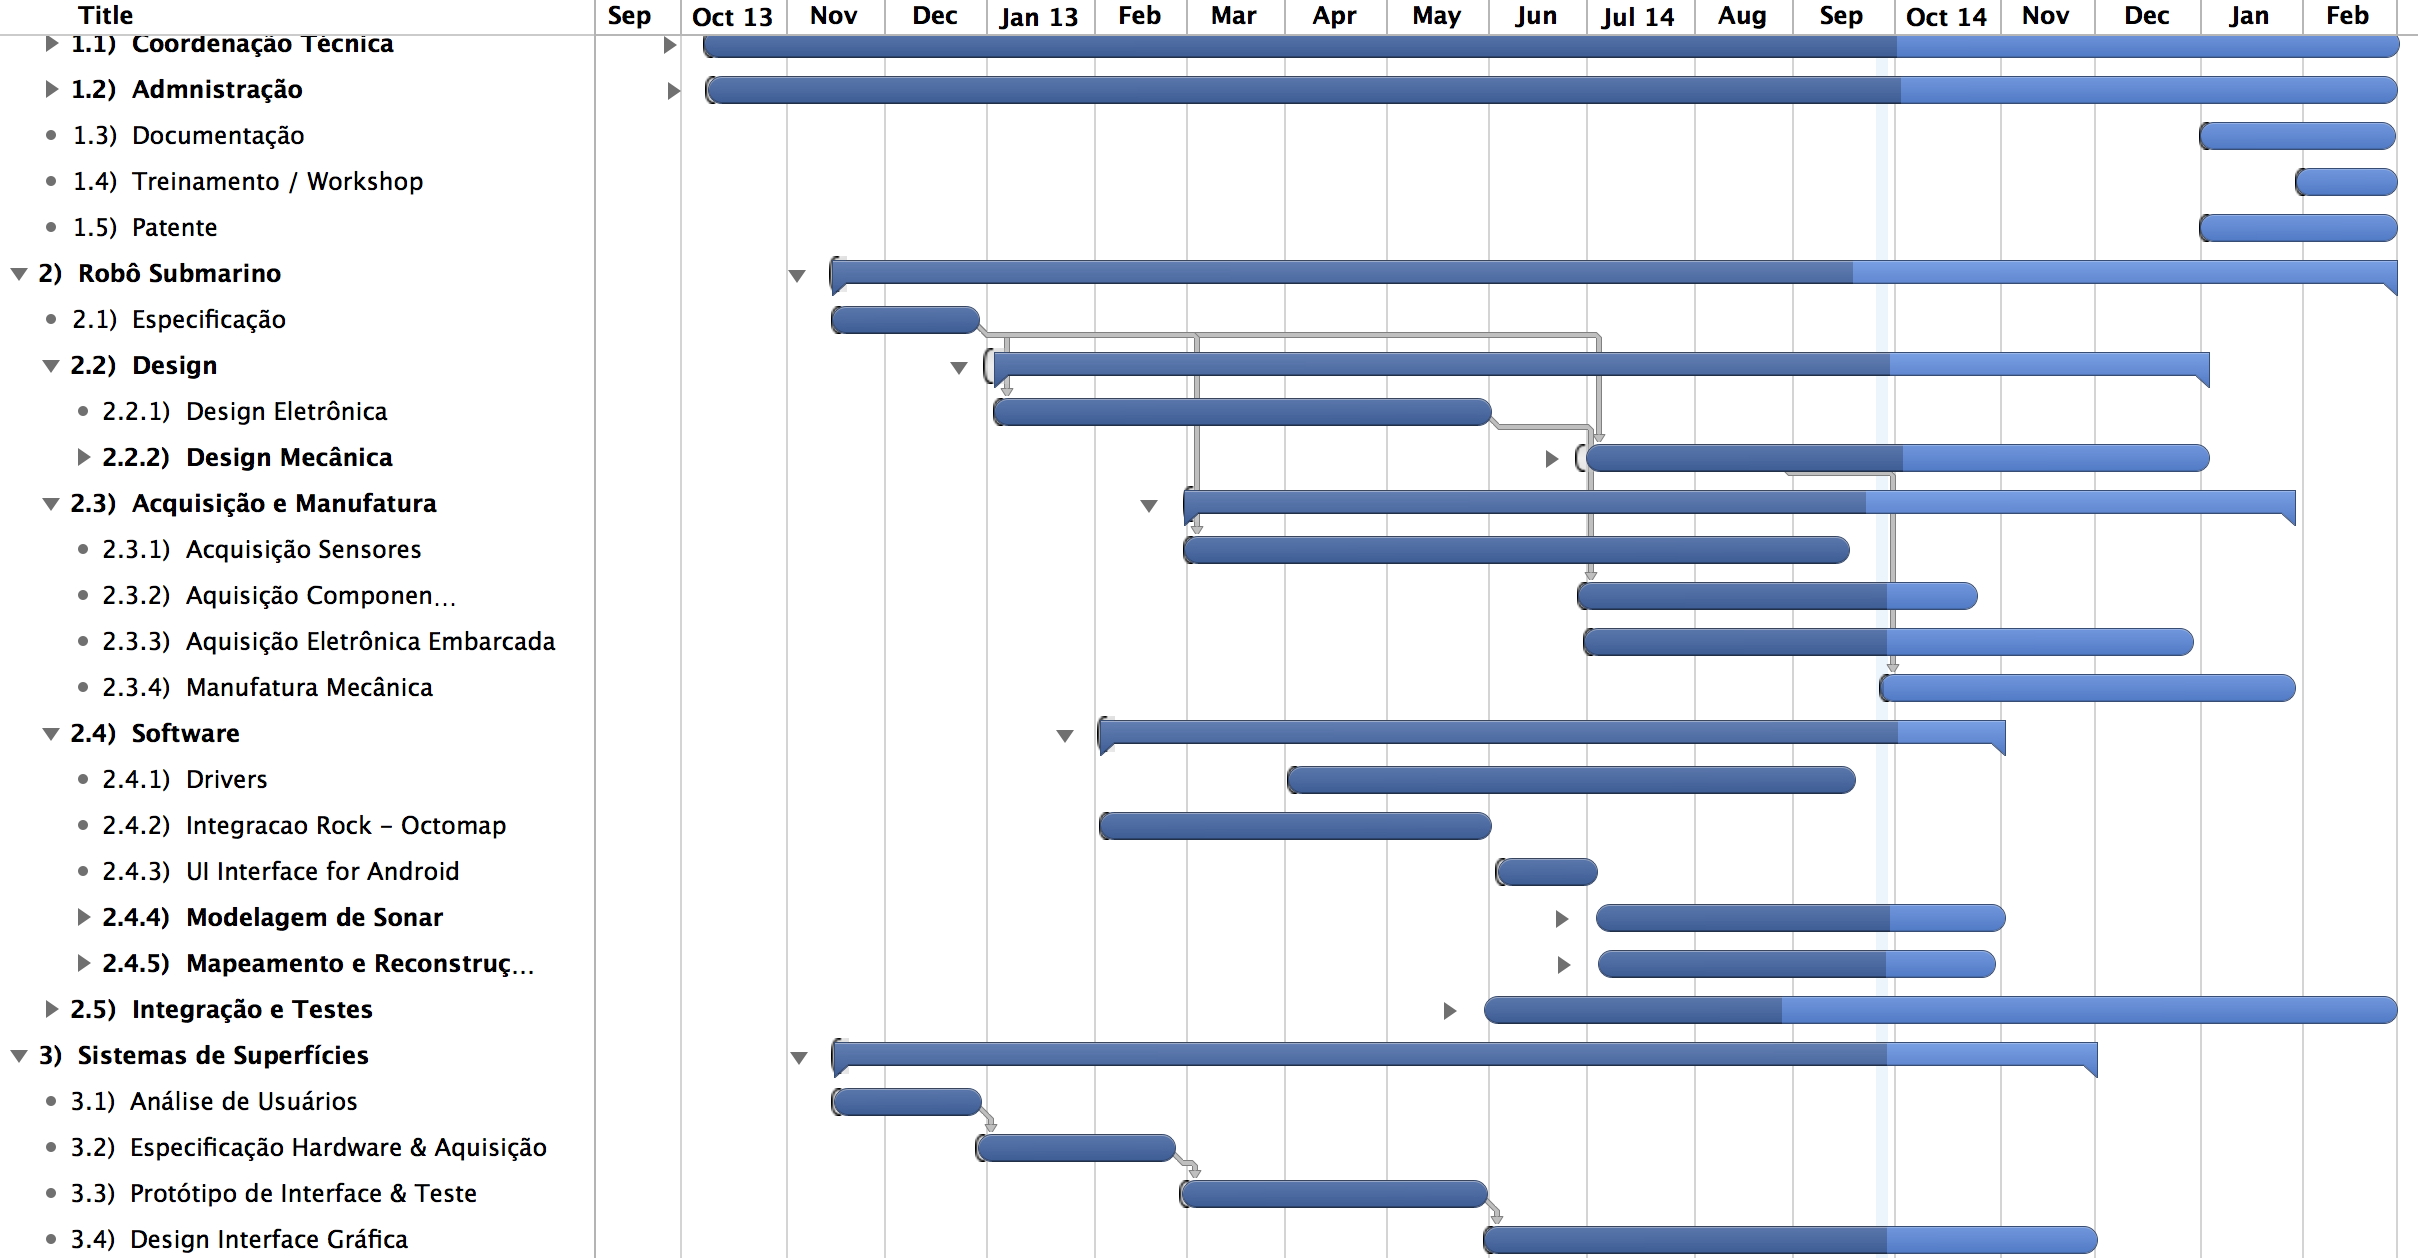 Title Sep Oct 13 Nov Dec Jan 13 Feb Mar Apr May Jun Jul 14 Aug Sep Oct 14 Nov Dec Jan Feb
1.1) Coordenação Técnica
1.2) Admnistração
1.3) Documentação
1.4) Treinamento / Workshop
1.5) Patente
2) Robô Submarino
2.1) Especificação
2.2) Design
2.2.1) Design Eletrônica
2.2.2) Design Mecânica
2.3) Acquisição e Manufatura
2.3.1) Acquisição Sensores
2.3.2) Aquisição Componen...
2.3.3) Aquisição Eletrônica Embarcada
2.3.4) Manufatura Mecânica
2.4) Software
2.4.1) Drivers
2.4.2) Integracao Rock – Octomap
2.4.3) UI Interface for Android
2.4.4) Modelagem de Sonar
2.4.5) Mapeamento e Reconstruç...
2.5) Integração e Testes
3) Sistemas de Superfícies
3.1) Análise de Usuários
3.2) Especificação Hardware & Aquisição
3.3) Protótipo de Interface & Teste
3.4) Design Interface Gráfica